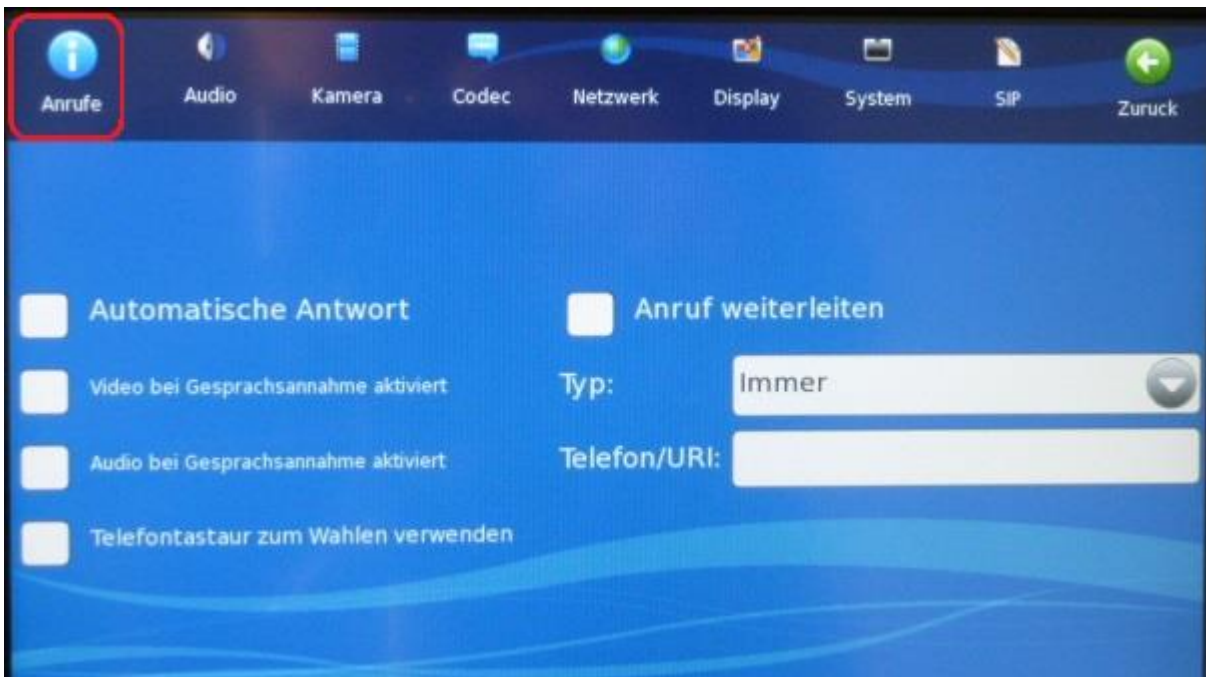 Anrufe Audio Kamera Codec Netzwerk Display System SIP Zuruck
Automatische Antwort
Video bei Gesprachsannahme aktiviert
Audio bei Gesprachsannahme aktiviert
Telefontastaur zum Wahlen verwenden
Anruf weiterleiten
Typ: Immer
Telefon/URI: